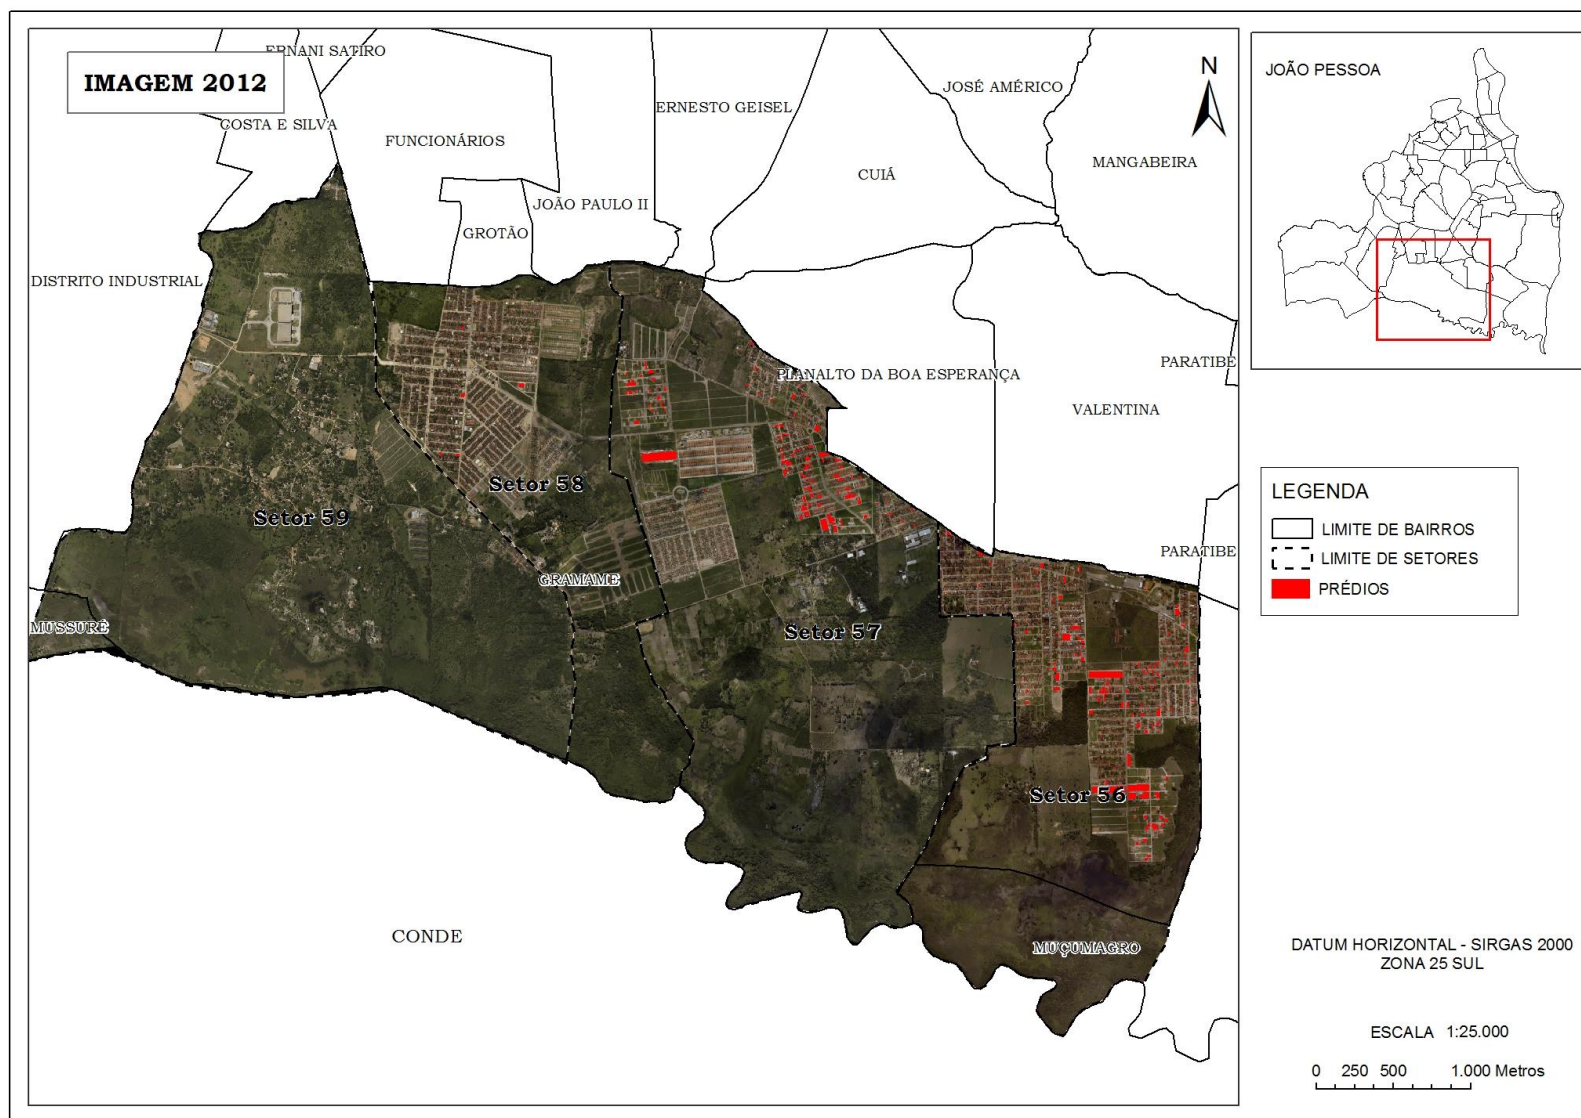 IMAGEM 2012
ERNANI SATIRO
COSTA E SILVA
FUNCIONÁRIOS
ERNESTO GEISEL
JOSÉ AMÉRICO
N
MANGABEIRA
CUIÁ
JOÃO PAULO II
GROTÃO
DISTRITO INDUSTRIAL
PLANALTO DA BOA ESPERANÇA
PARATIBE
VALENTINA
Setor 58
Setor 59
PARATIBE
GRAMAME
MUSSURÉ
Setor 57
Setor 56
CONDE
MUÇUMAGRO
JOÃO PESSOA
LEGENDA
LIMITE DE BAIRROS
LIMITE DE SETORES
PRÉDIOS
DATUM HORIZONTAL - SIRGAS 2000
ZONA 25 SUL
ESCALA 1:25.000
0 250 500 1.000 Metros